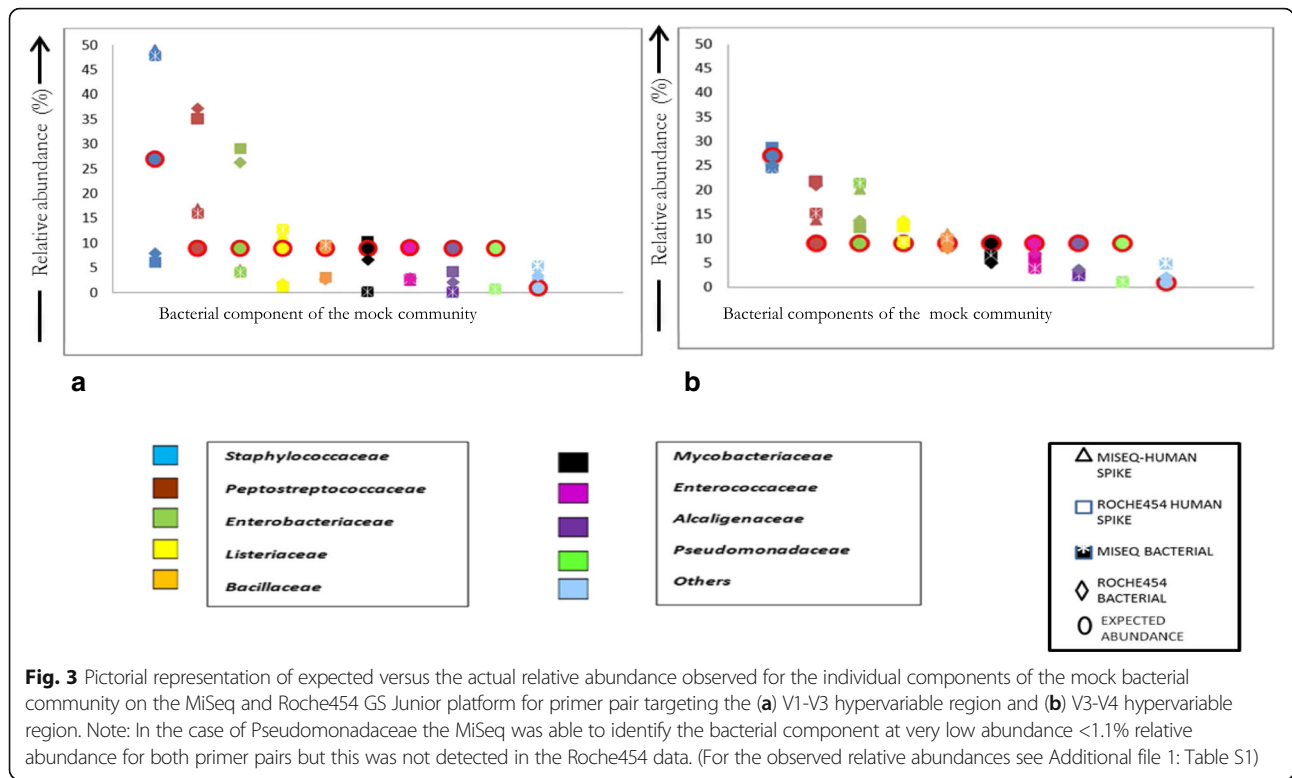 Relative abundance (%)
50
45
40
35
30
25
20
15
10
5
0
Bacterial component of the mock community
a
Relative abundance (%)
50
45
40
35
30
25
20
15
10
5
0
Bacterial components of the mock community
b
Staphylococcaceae
Peptostreptococcaceae
Enterobacteriaceae
Listeriaceae
Bacillaceae
Mycobacteriaceae
Enterococcaceae
Alcaligenaceae
Pseudomonadaceae
Others
MISEQ-HUMAN
SPIKE
ROCHE454 HUMAN
SPIKE
MISEQ BACTERIAL
ROCHE454
BACTERIAL
EXPECTED
ABUNDANCE
Fig. 3 Pictorial representation of expected versus the actual relative abundance observed for the individual components of the mock bacterial
community on the MiSeq and Roche454 GS Junior platform for primer pair targeting the (a) V1-V3 hypervariable region and (b) V3-V4 hypervariable
region. Note: In the case of Pseudomonadaceae the MiSeq was able to identify the bacterial component at very low abundance <1.1% relative
abundance for both primer pairs but this was not detected in the Roche454 data. (For the observed relative abundances see Additional file 1: Table S1)